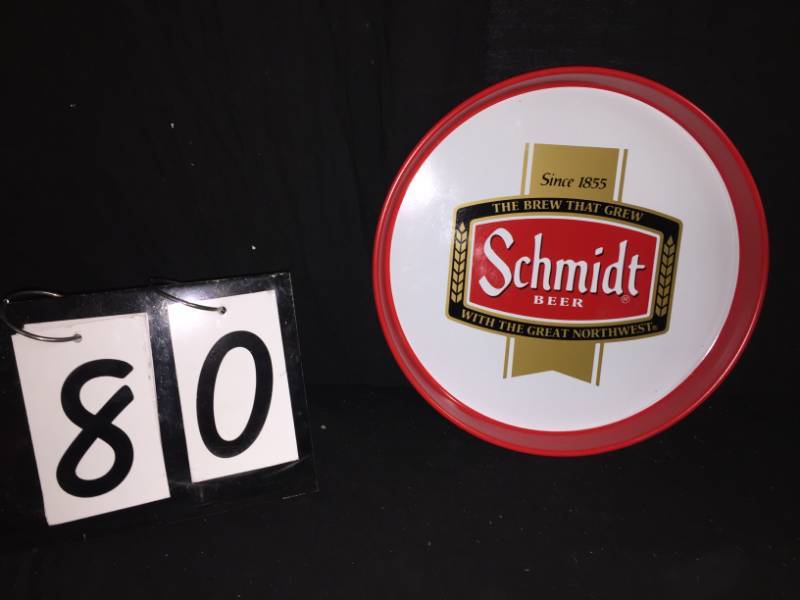 80
Since 1855
THE BREW THAT GREW
Schmidt®
BEER
WITH THE GREAT NORTHWEST®